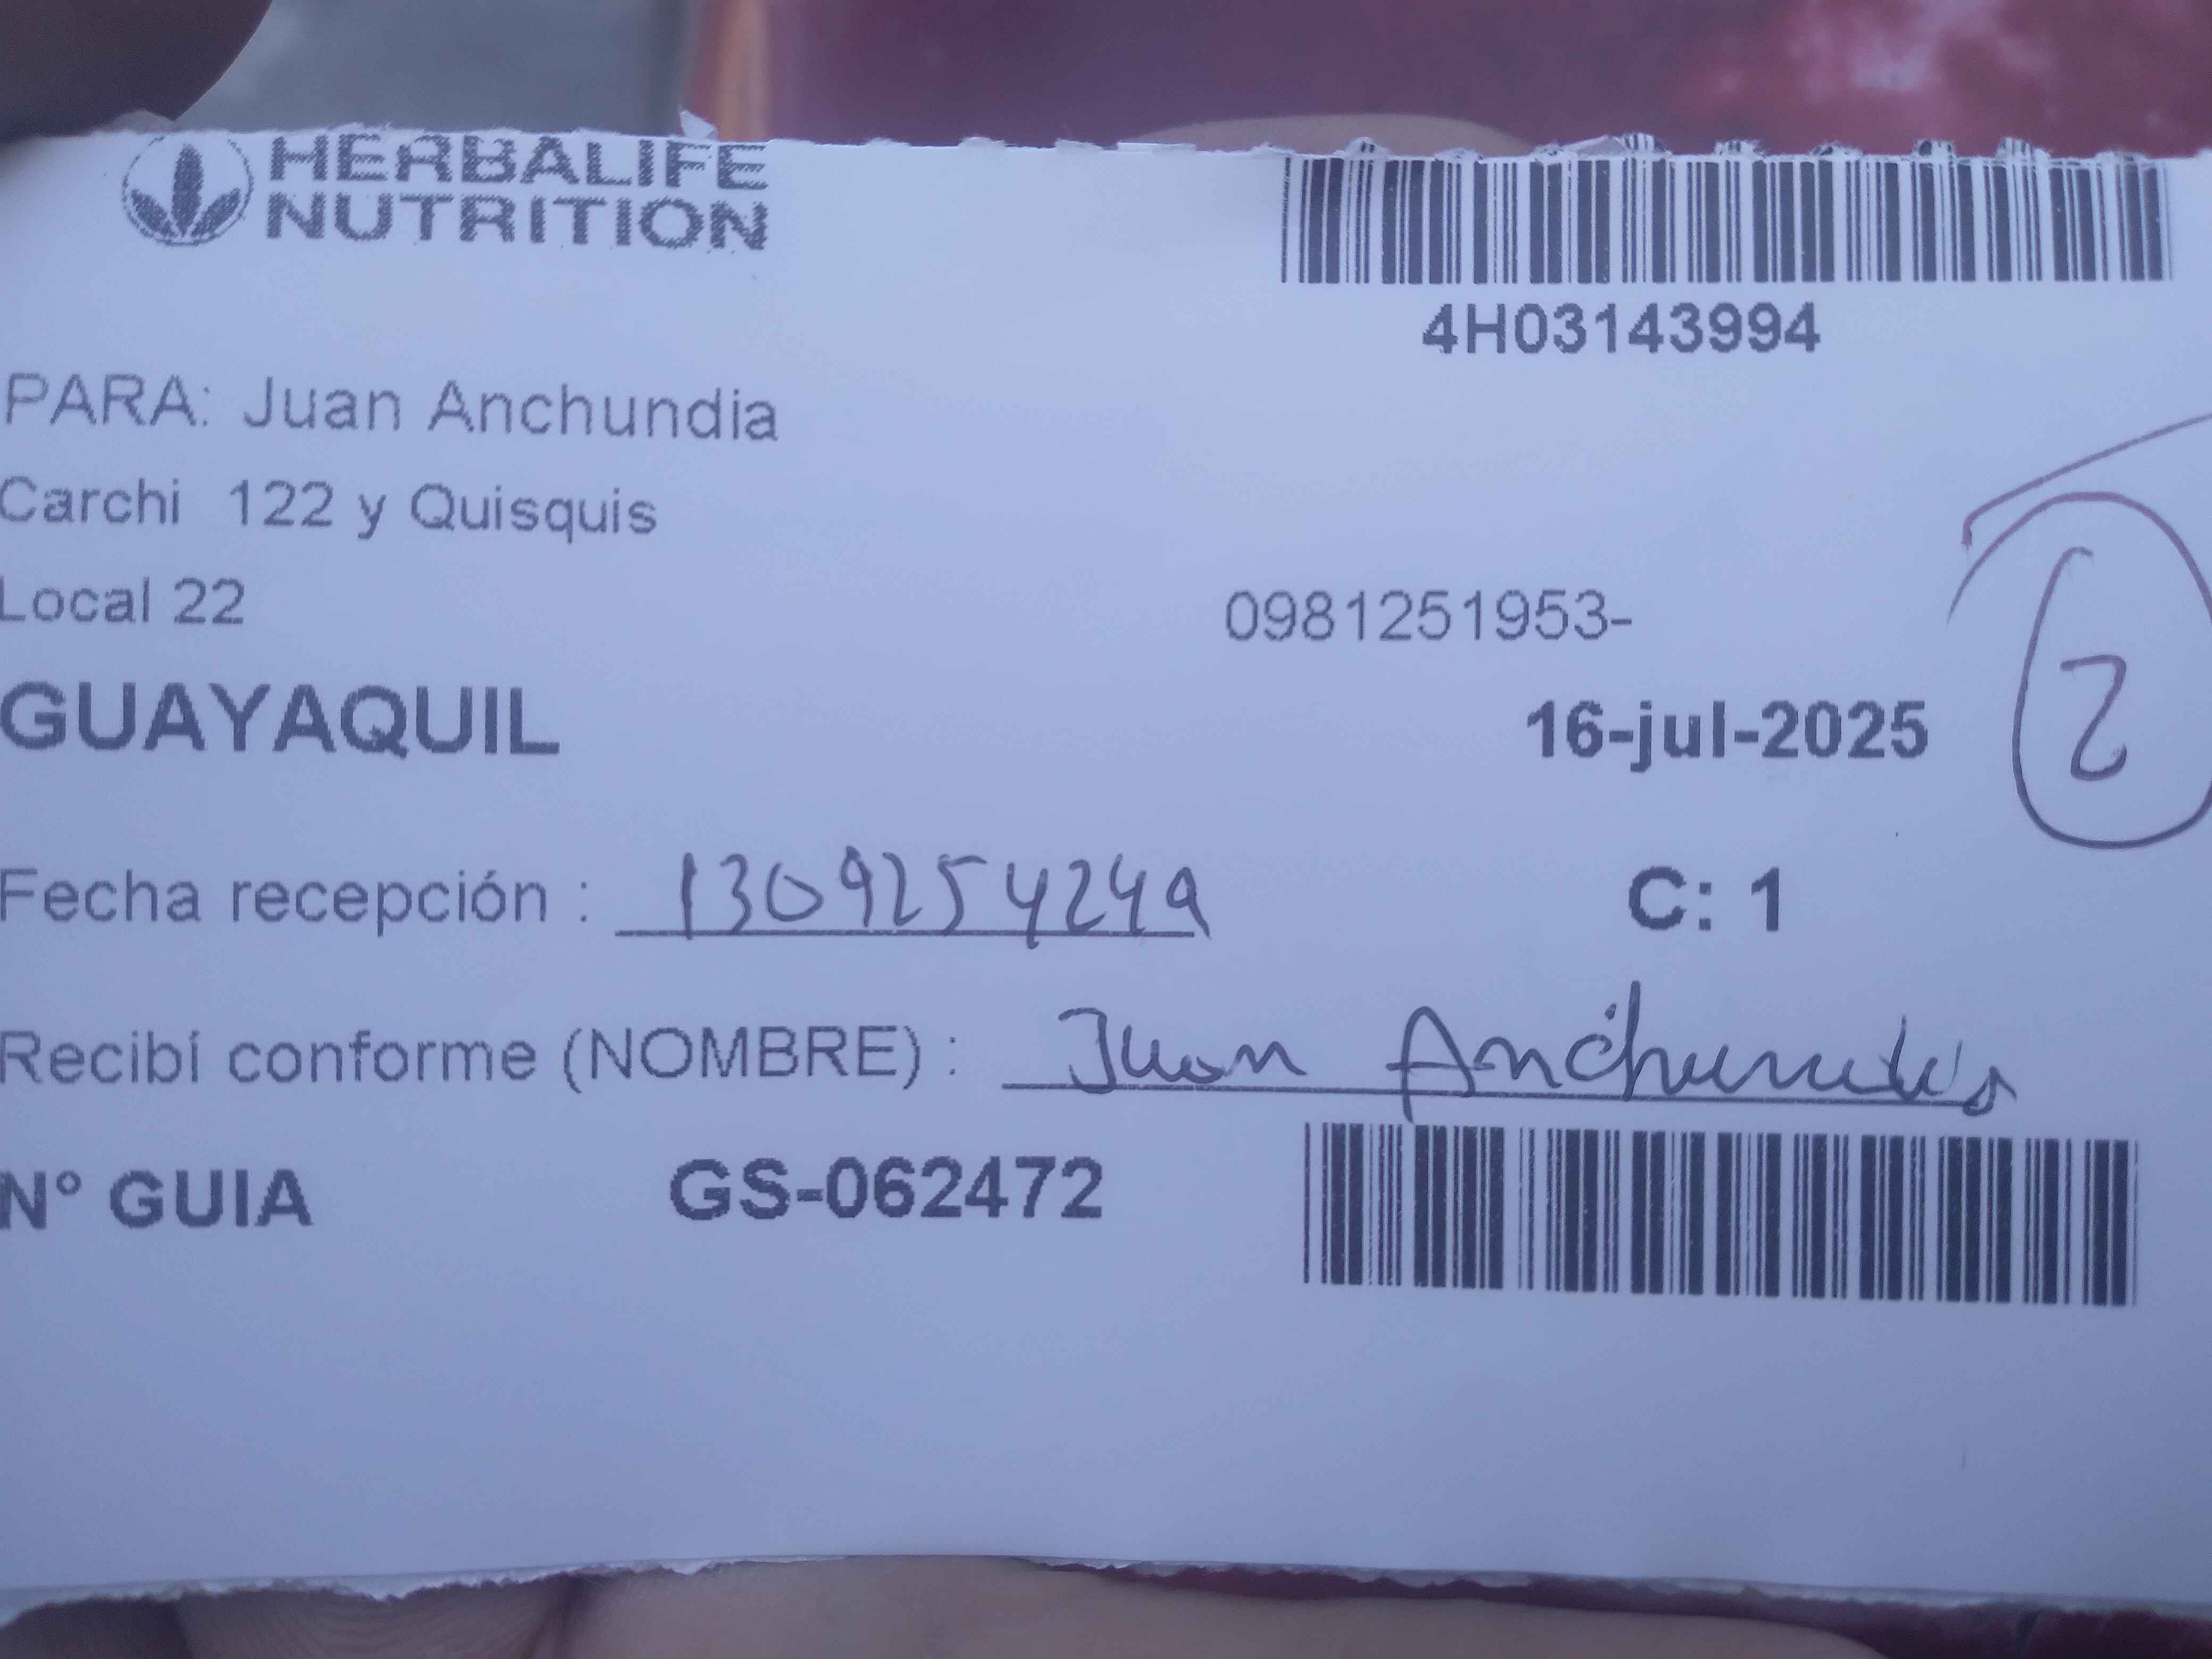 HERBALIFE
NUTRITION
4H03143994
PARA: Juan Anchundia
Carchi 122 y Quisquis
Local 22
0981251953-
GUAYAQUIL
16-jul-2025
2
Fecha recepción : 1309254249
C: 1
Recibí conforme (NOMBRE) : Juan Anchundia
N° GUIA GS-062472